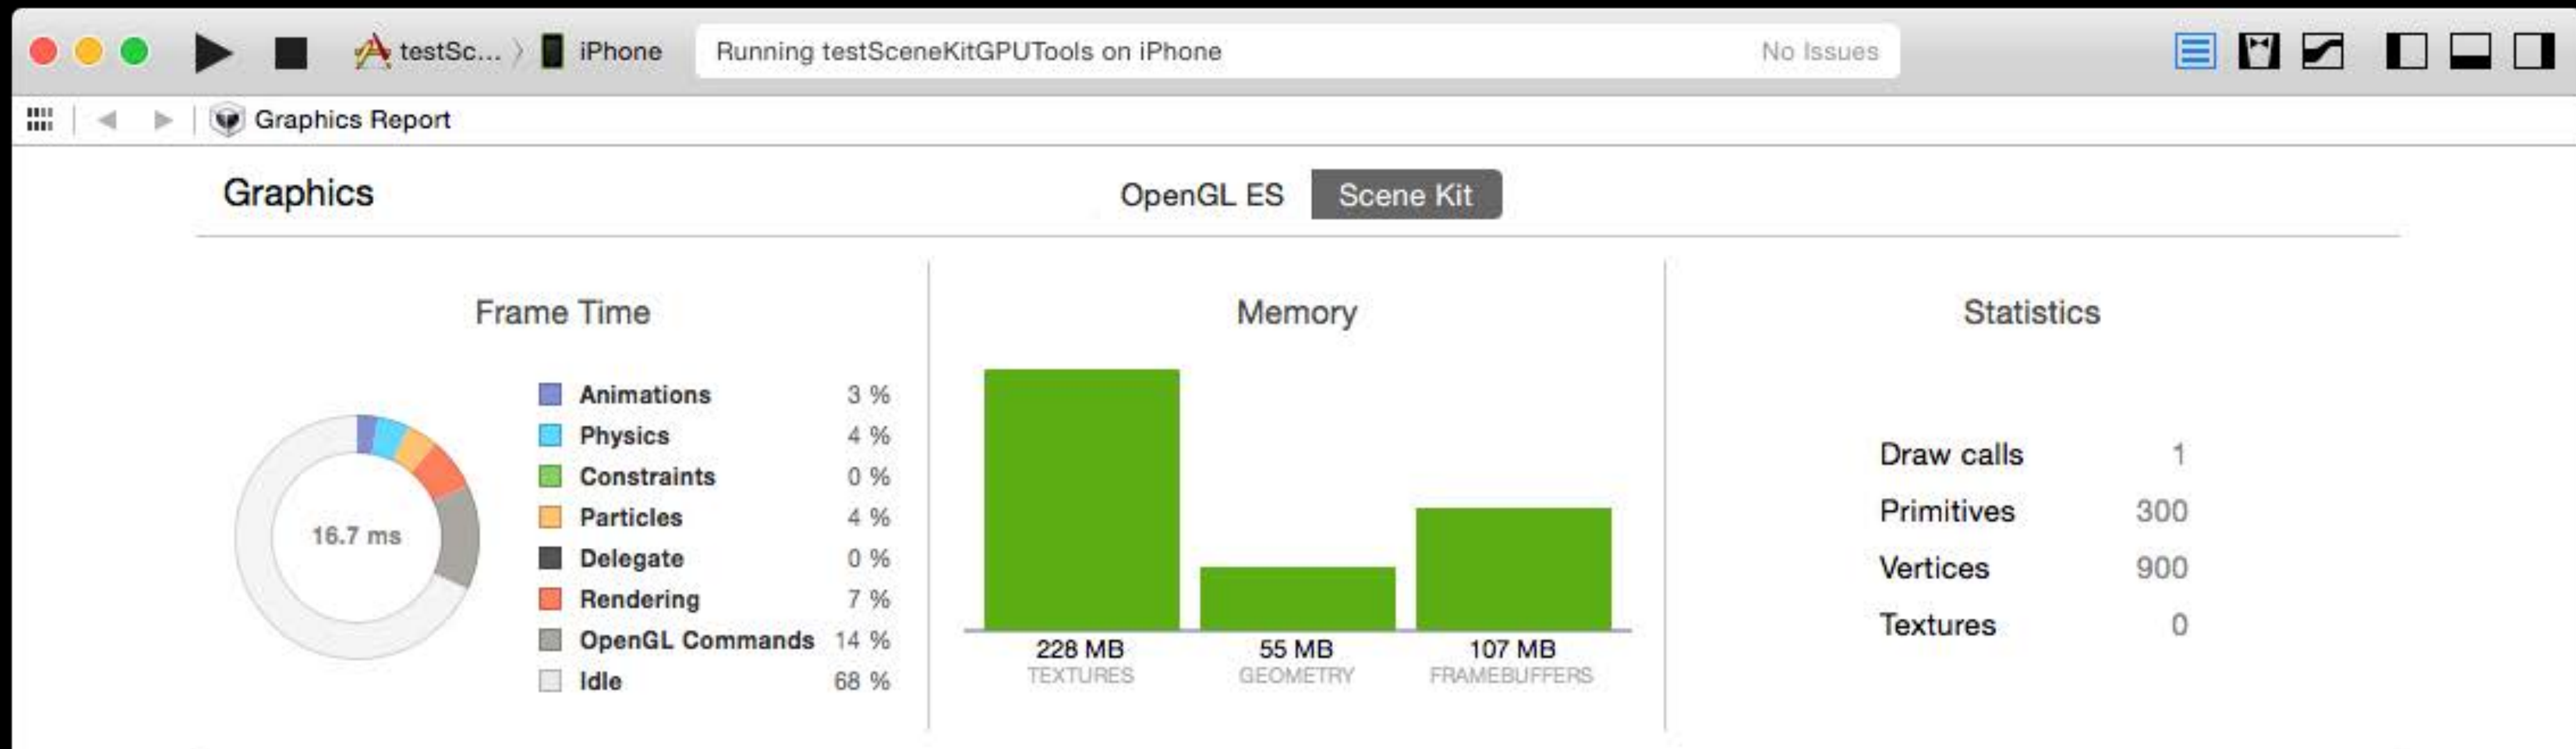 testSc... iPhone Running testSceneKitGPUTools on iPhone No Issues
Graphics Report
Graphics OpenGL ES Scene Kit
Frame Time
16.7 ms
Animations 3 %
Physics 4 %
Constraints 0 %
Particles 4 %
Delegate 0 %
Rendering 7 %
OpenGL Commands 14 %
Idle 68 %
Memory
228 MB 55 MB 107 MB
TEXTURES GEOMETRY FRAMEBUFFERS
Statistics
Draw calls 1
Primitives 300
Vertices 900
Textures 0